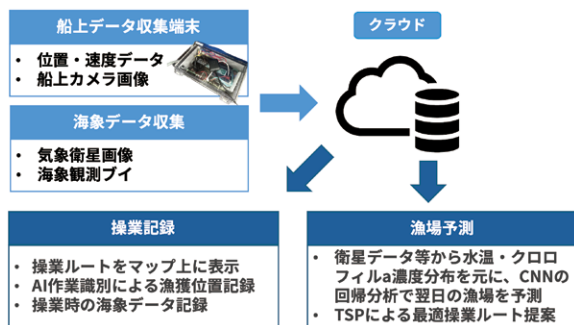 船上データ収集端末
• 位置・速度データ
• 船上カメラ画像
海象データ収集
• 気象衛星画像
• 海象観測ブイ
クラウド
操業記録
• 操業ルートをマップ上に表示
• AI作業識別による漁獲位置記録
• 操業時の海象データ記録
漁場予測
• 衛星データ等から水温・クロロ
フィルa濃度分布を元に、CNNの
回帰分析で翌日の漁場を予測
• TSPによる最適操業ルート提案